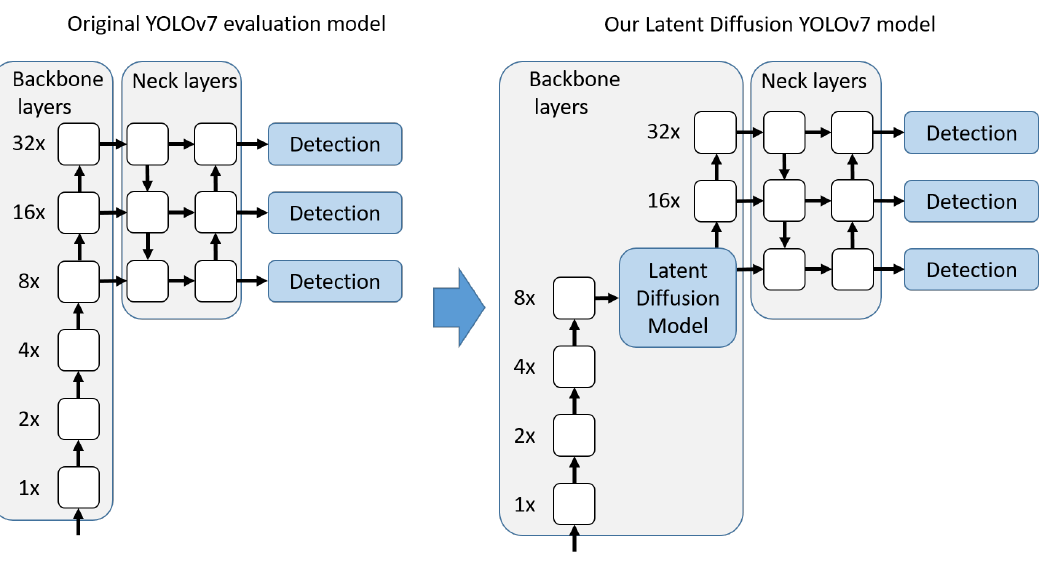 Original YOLOv7 evaluation model
Backbone
layers
Neck layers
32x
Detection
16x
Detection
8x
Detection
4x
2x
1x
Our Latent Diffusion YOLOv7 model
Backbone
layers
Neck layers
32x
Detection
16x
Detection
Detection
8x
Latent
Diffusion
Model
4x
2x
1x